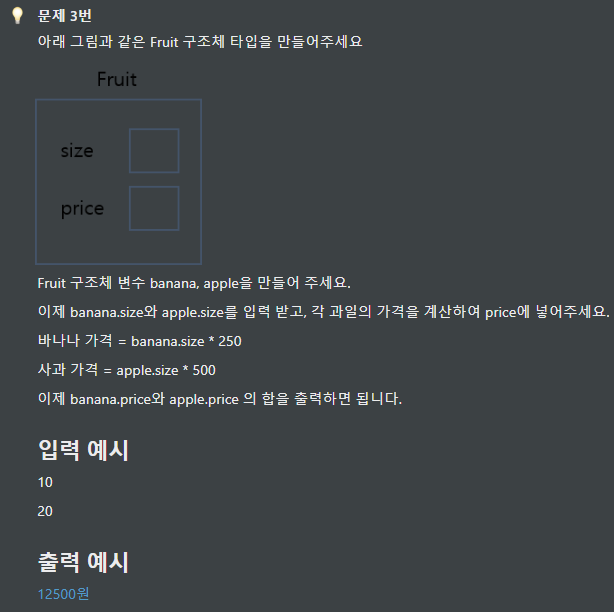 문제 3번
아래 그림과 같은 Fruit 구조체 타입을 만들어주세요
Fruit
size
price
Fruit 구조체 변수 banana, apple을 만들어 주세요.
이제 banana.size와 apple.size를 입력 받고, 각 과일의 가격을 계산하여 price에 넣어주세요.
바나나 가격 = banana.size * 250
사과 가격 = apple.size * 500
이제 banana.price와 apple.price 의 합을 출력하면 됩니다.
입력 예시
10
20
출력 예시
12500원